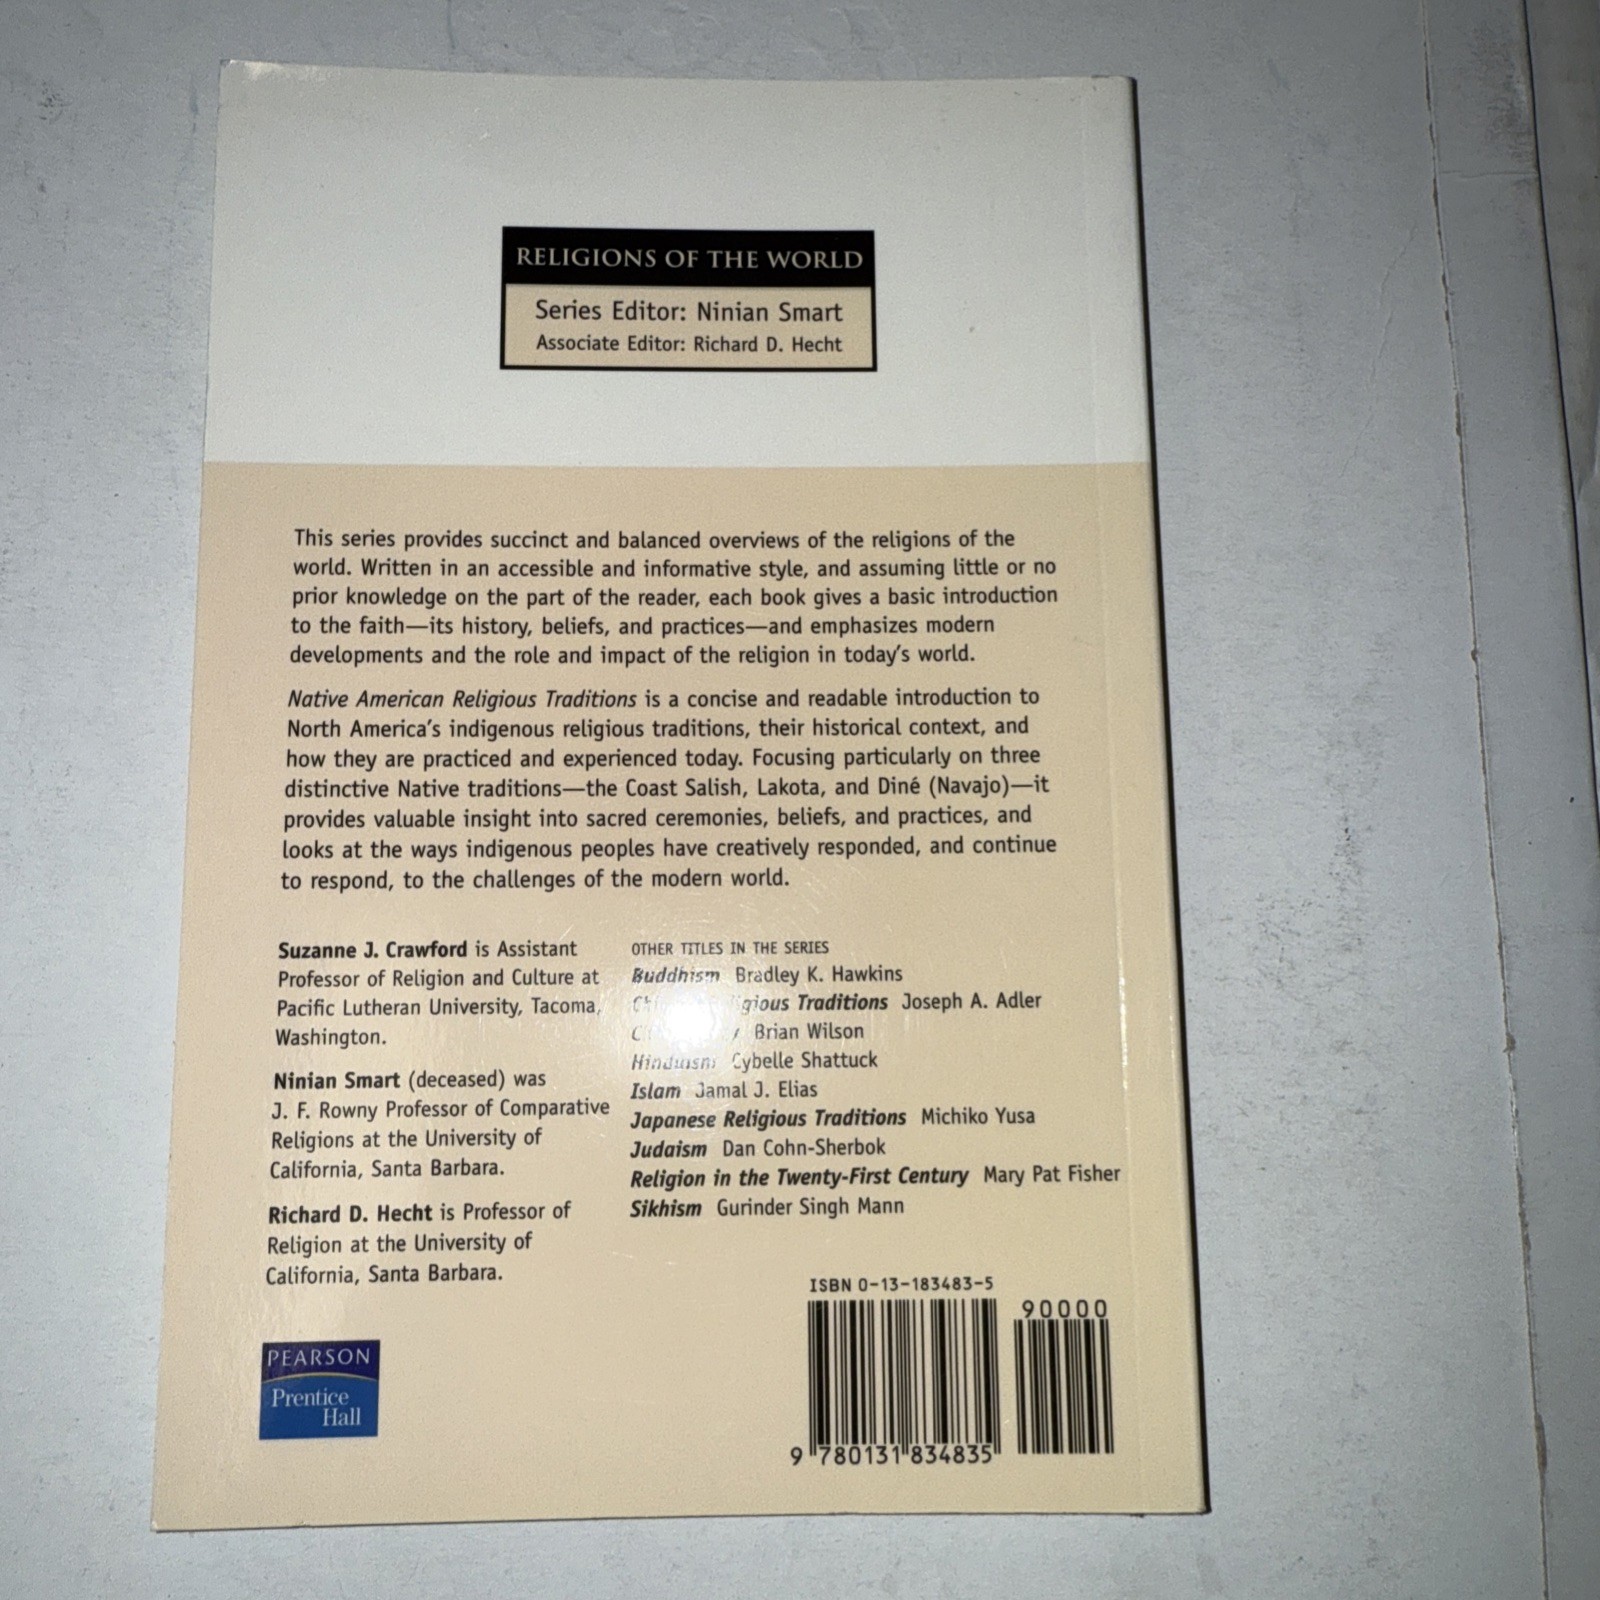 RELIGIONS OF THE WORLD
Series Editor: Ninian Smart
Associate Editor: Richard D. Hecht
This series provides succinct and balanced overviews of the religions of the
world. Written in an accessible and informative style, and assuming little or no
prior knowledge on the part of the reader, each book gives a basic introduction
to the faith—its history, beliefs, and practices—and emphasizes modern
developments and the role and impact of the religion in today's world.
Native American Religious Traditions is a concise and readable introduction to
North America's indigenous religious traditions, their historical context, and
how they are practiced and experienced today. Focusing particularly on three
distinctive Native traditions—the Coast Salish, Lakota, and Diné (Navajo)—it
provides valuable insight into sacred ceremonies, beliefs, and practices, and
looks at the ways indigenous peoples have creatively responded, and continue
to respond, to the challenges of the modern world.
Suzanne J. Crawford is Assistant
Professor of Religion and Culture at
Pacific Lutheran University, Tacoma,
Washington.
Ninian Smart (deceased) was
J. F. Rowny Professor of Comparative
Religions at the University of
California, Santa Barbara.
Richard D. Hecht is Professor of
Religion at the University of
California, Santa Barbara.
OTHER TITLES IN THE SERIES
Buddhism Bradley K. Hawkins
Traditions Joseph A. Adler
Brian Wilson
Hinduism Cybelle Shattuck
Islam Jamal J. Elias
Japanese Religious Traditions Michiko Yusa
Judaism Dan Cohn-Sherbok
Religion in the Twenty-First Century Mary Pat Fisher
Sikhism Gurinder Singh Mann
ISBN 0-13-183483-5
90000
9 780131 834835
PEARSON
Prentice
Hall